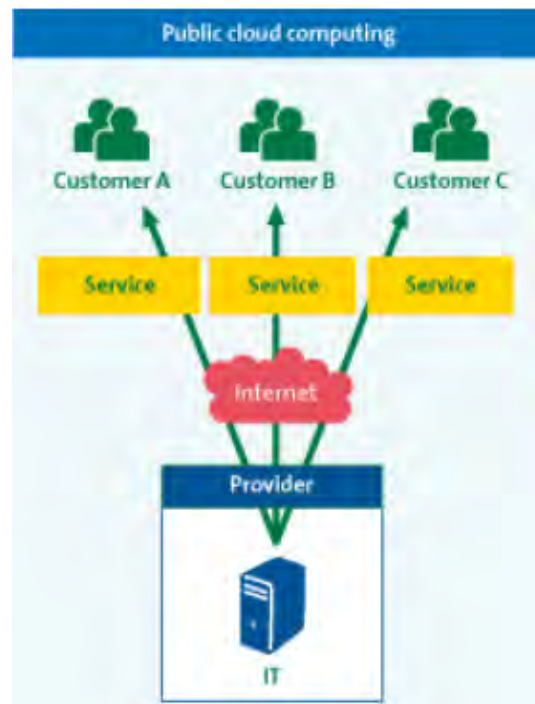 Public cloud computing
Customer A Customer B Customer C
Service Service Service
Internet
Provider
IT